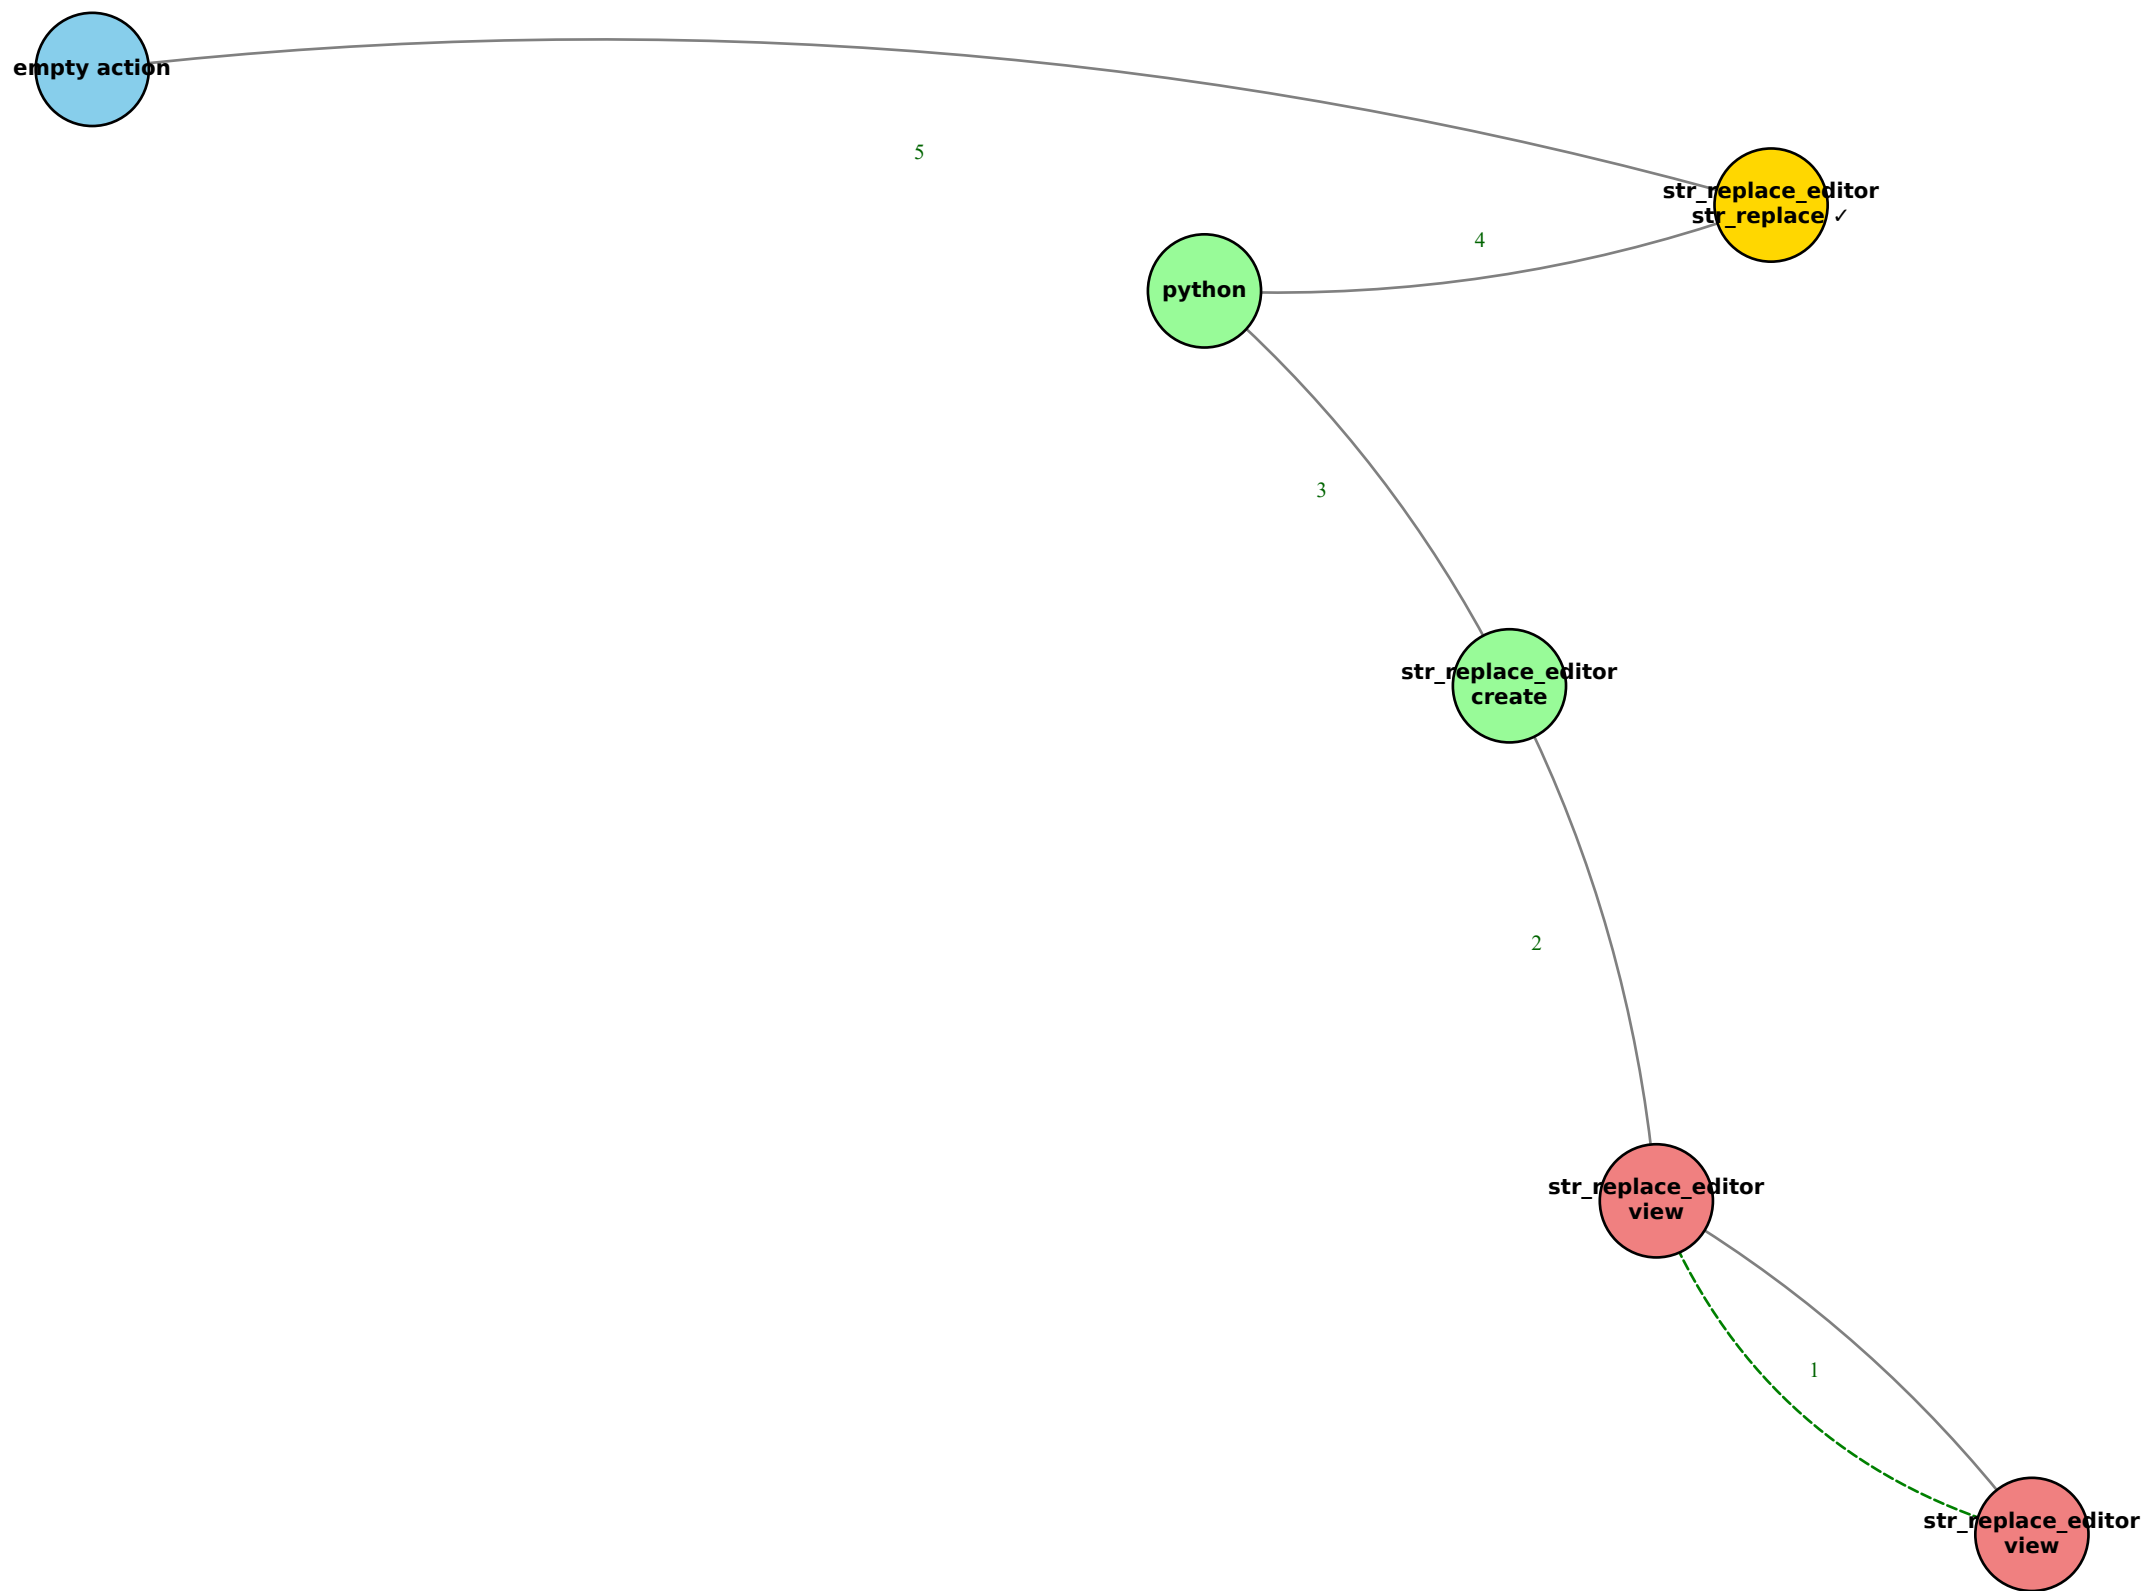 empty action
5
str_replace_editor
str_replace ✓
4
python
3
str_replace_editor
create
2
str_replace_editor
view
1
str_replace_editor
view